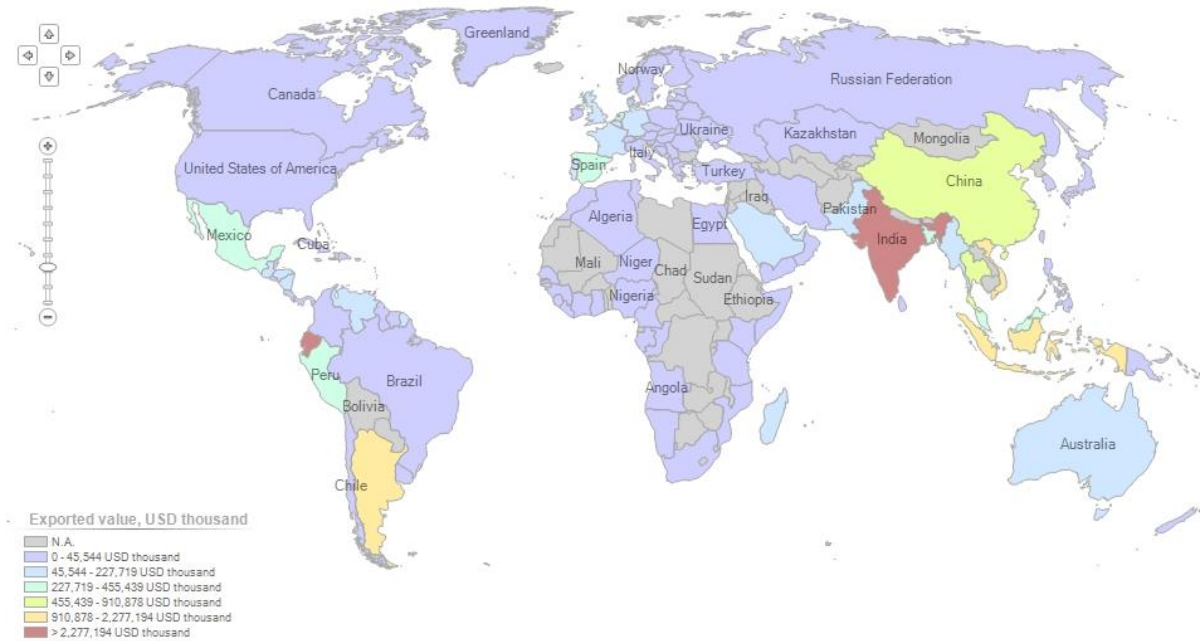 Greenland
Norway
Russian Federation
Canada
Ukraine
Kazakhstan
Mongolia
Italy
United States of America
Spain
Turkey
China
Iraq
Pakistan
Algeria
Egypt
Mexico
Cuba
India
Mali
Niger
Chad
Sudan
Nigeria
Ethiopia
Peru
Brazil
Angola
Bolivia
Australia
Chile
Exported value, USD thousand
N.A.
0 - 45,544 USD thousand
45,544 - 227,719 USD thousand
227,719 - 455,439 USD thousand
455,439 - 910,878 USD thousand
910,878 - 2,277,194 USD thousand
> 2,277,194 USD thousand